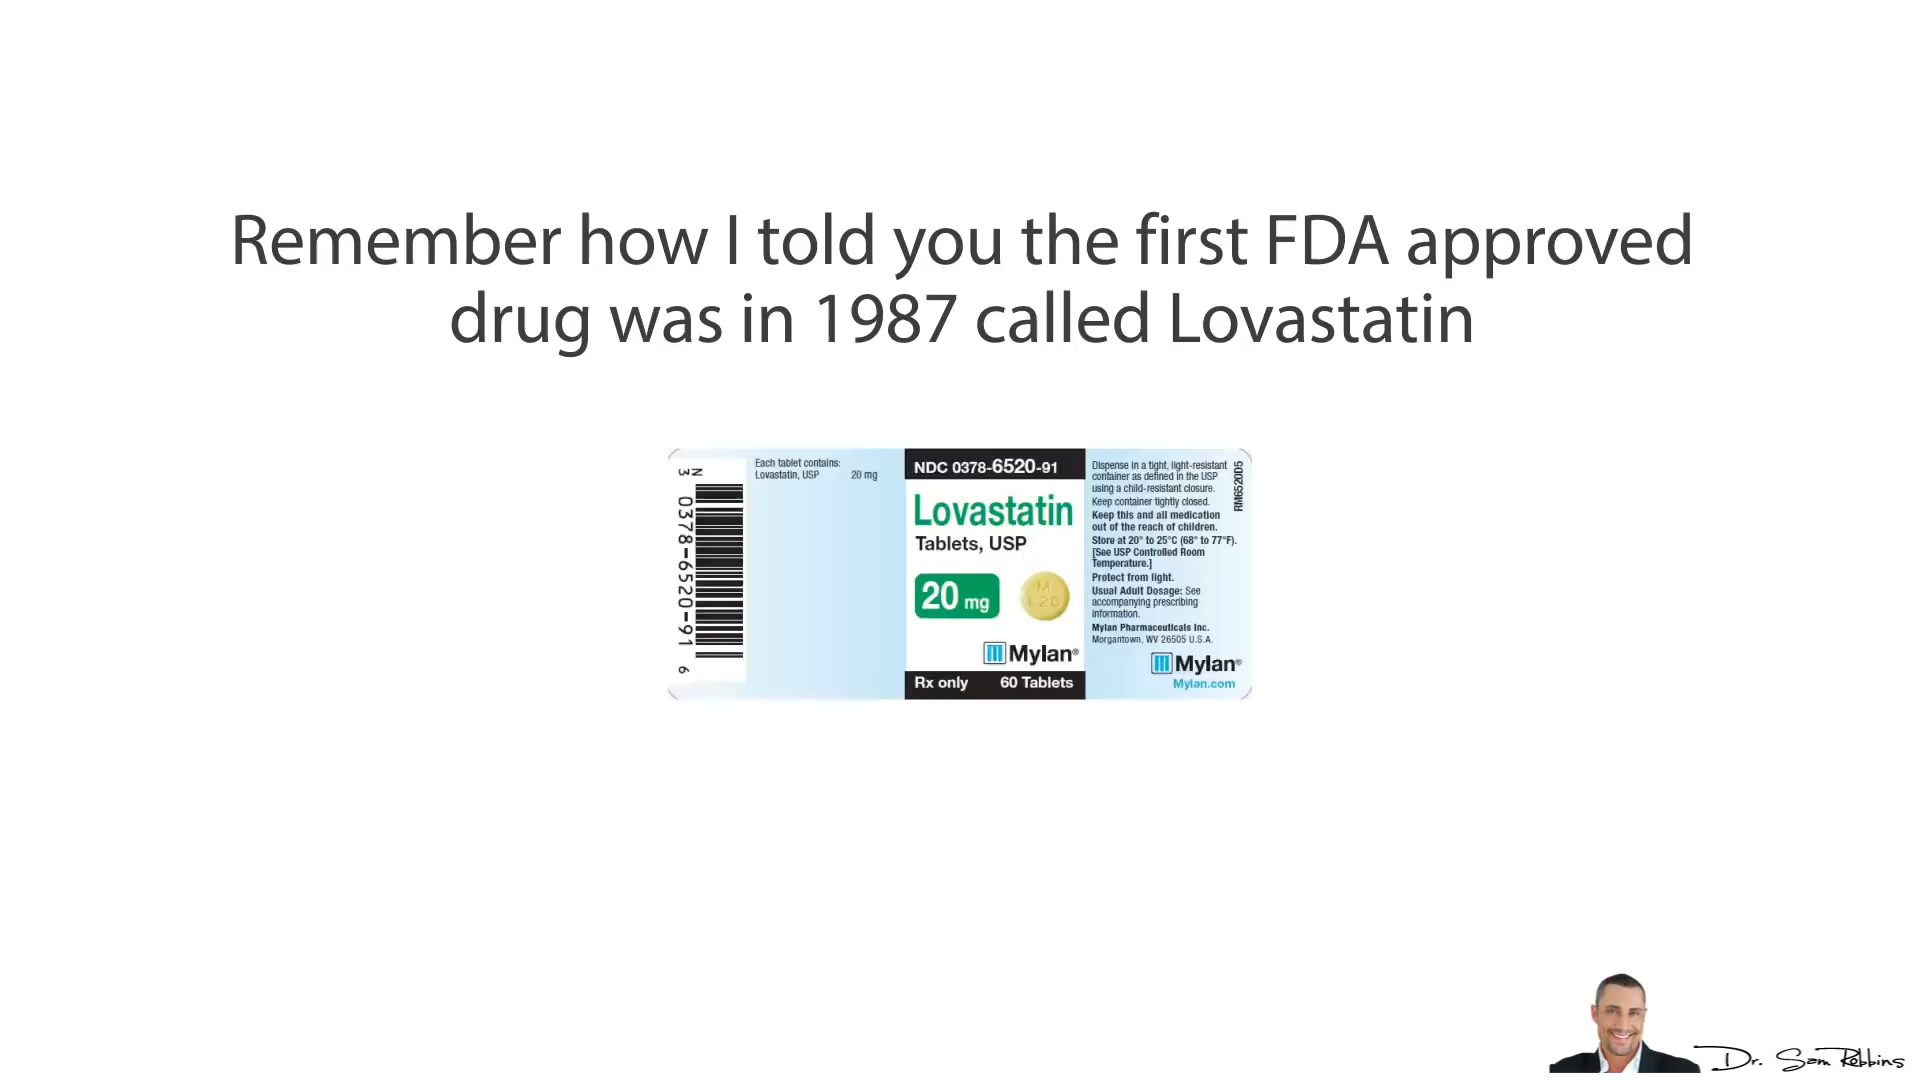 Remember how I told you the first FDA approved
drug was in 1987 called Lovastatin
N
3 0378-6520-91 6
Each tablet contains:
Lovastatin, USP 20 mg
NDC 0378-6520-91
Lovastatin
Tablets, USP
20 mg
M
L 20
Mylan®
Rx only 60 Tablets
Dispense in a tight, light-resistant
container as defined in the USP
using a child-resistant closure.
Keep container tightly closed.
Keep this and all medication
out of the reach of children.
Store at 20° to 25°C (68° to 77°F).
[See USP Controlled Room
Temperature.]
Protect from light.
Usual Adult Dosage: See
accompanying prescribing
information.
Mylan Pharmaceuticals Inc.
Morgantown, WV 26505 U.S.A.
Mylan®
Mylan.com
RM6520D5
Dr. Sam Robbins